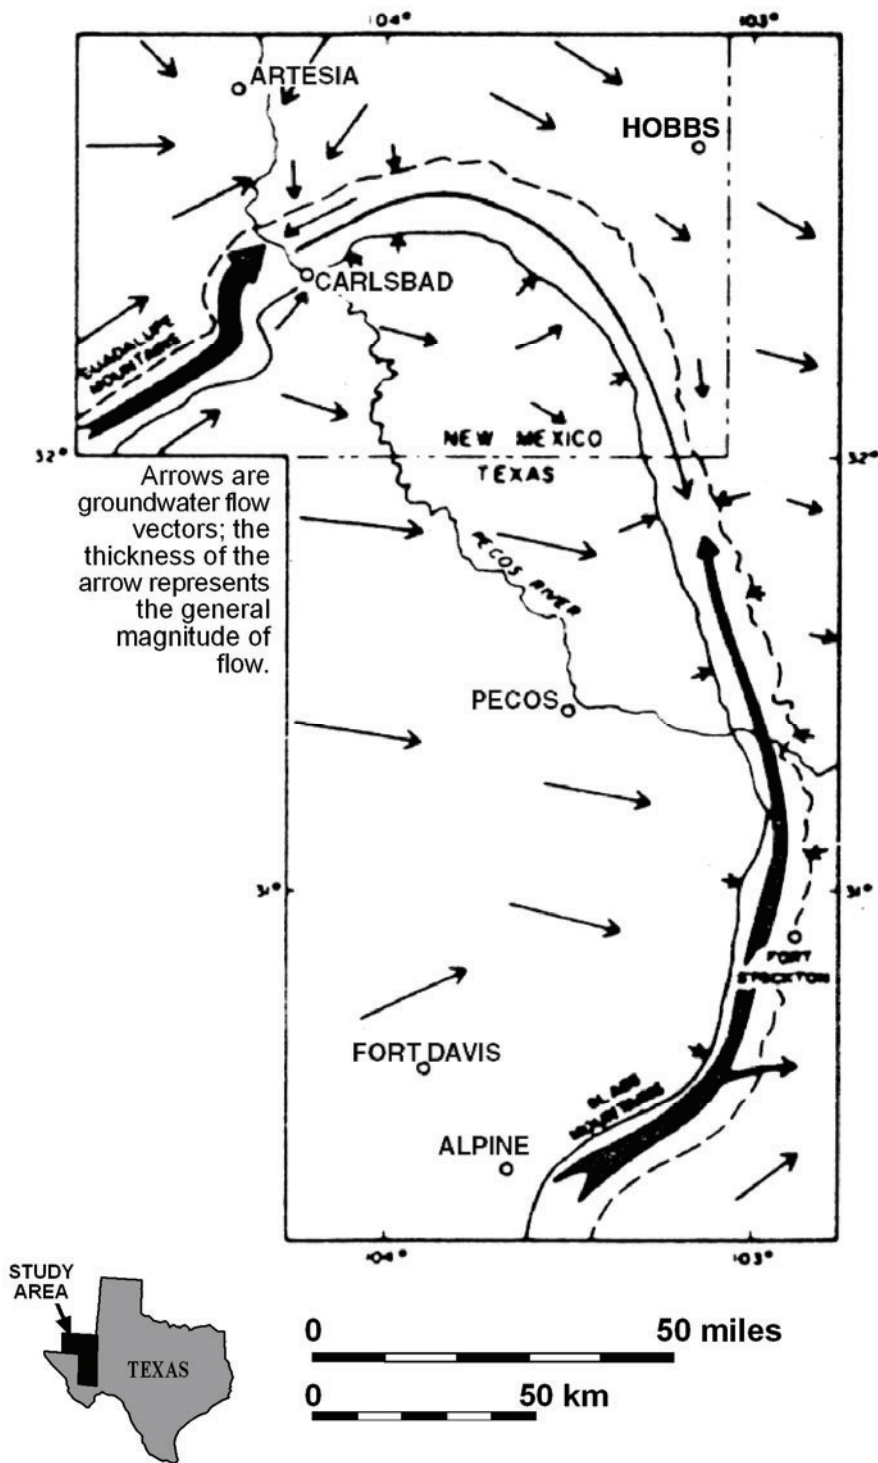 104°
103°
ARTESIA
HOBBS
CARLSBAD
GUADALUPE
MOUNTAINS
NEW MEXICO
TEXAS
32°
32°
Arrows are
groundwater flow
vectors; the
thickness of the
arrow represents
the general
magnitude of
flow.
PECOS RIVER
PECOS
31°
31°
FORT
STOCKTON
FORT DAVIS
GLASS
MOUNTAINS
ALPINE
104°
103°
STUDY
AREA
TEXAS
0
50 miles
0
50 km